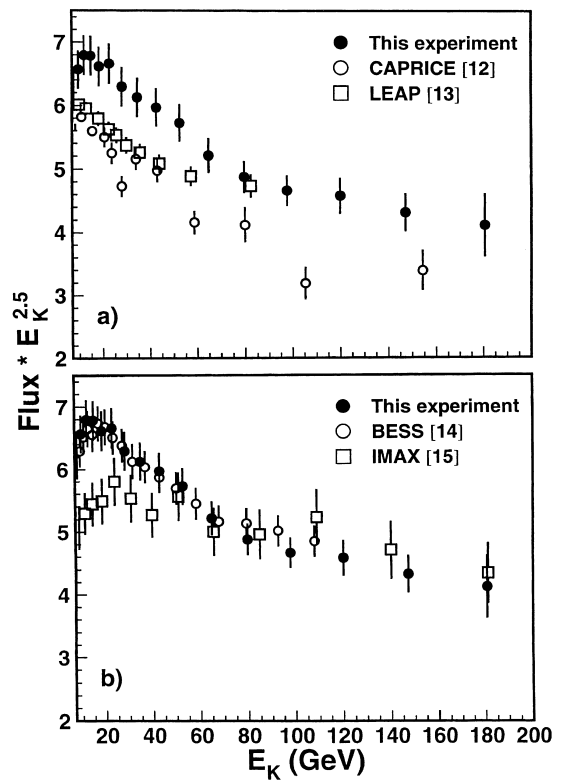 7
6
5
4
3
2
This experiment
CAPRICE [12]
LEAP [13]
a)
Flux * E_K^2.5
7
6
5
4
3
2
This experiment
BESS [14]
IMAX [15]
b)
20 40 60 80 100 120 140 160 180 200
E_K (GeV)